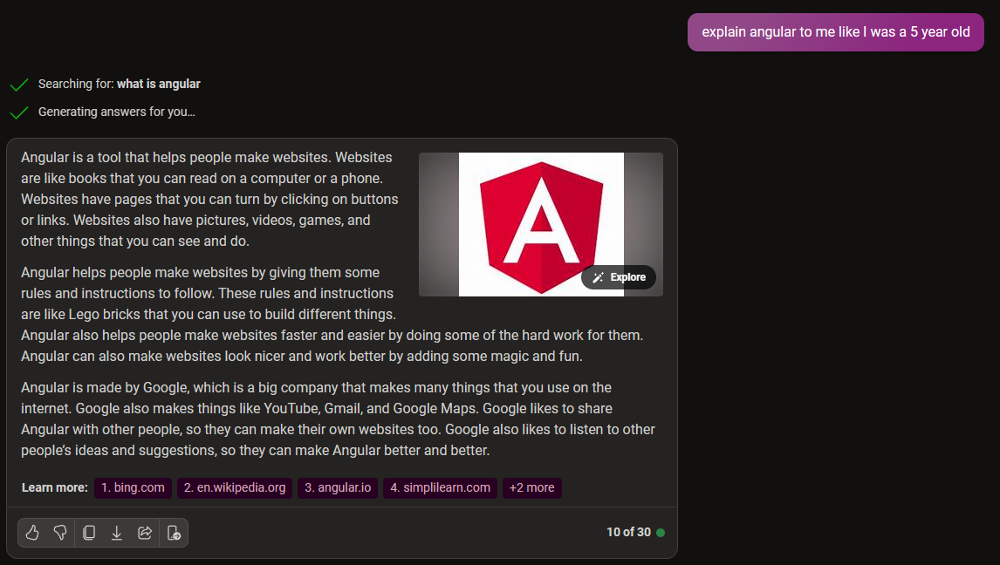 explain angular to me like I was a 5 year old
Searching for: what is angular
Generating answers for you...
Angular is a tool that helps people make websites. Websites
are like books that you can read on a computer or a phone.
Websites have pages that you can turn by clicking on buttons
or links. Websites also have pictures, videos, games, and
other things that you can see and do.
A
Explore
Angular helps people make websites by giving them some
rules and instructions to follow. These rules and instructions
are like Lego bricks that you can use to build different things.
Angular also helps people make websites faster and easier by doing some of the hard work for them.
Angular can also make websites look nicer and work better by adding some magic and fun.
Angular is made by Google, which is a big company that makes many things that you use on the
internet. Google also makes things like YouTube, Gmail, and Google Maps. Google likes to share
Angular with other people, so they can make their own websites too. Google also likes to listen to other
people’s ideas and suggestions, so they can make Angular better and better.
Learn more: 1. bing.com 2. en.wikipedia.org 3. angular.io 4. simplilearn.com +2 more
10 of 30